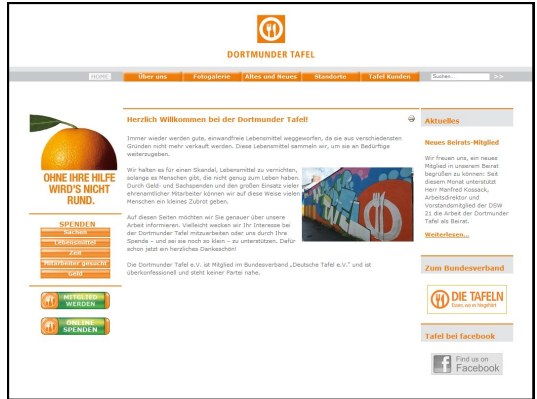 DORTMUNDER TAFEL
HOME
Über uns
Fotogalerie
Altes und Neues
Standorte
Tafel Kunden
Suchen...
>>
OHNE IHRE HILFE
WIRD'S NICHT
RUND.
SPENDEN
Sachen
Lebensmittel
Zeit
Mitarbeiter gesucht
Geld
MITGLIED
WERDEN
ONLINE
SPENDEN
Herzlich Willkommen bei der Dortmunder Tafel!
Immer wieder werden gute, einwandfreie Lebensmittel weggeworfen, da sie aus verschiedensten
Gründen nicht mehr verkauft werden. Diese Lebensmittel sammeln wir, um sie an Bedürftige
weiterzugeben.
Wir halten es für einen Skandal, Lebensmittel zu vernichten,
solange es Menschen gibt, die nicht genug zum Leben haben.
Durch Geld- und Sachspenden und den großen Einsatz vieler
ehrenamtlicher Mitarbeiter können wir auf diese Weise vielen
Menschen ein kleines Zubrot geben.
Auf diesen Seiten möchten wir Sie genauer über unsere
Arbeit informieren. Vielleicht wecken wir Ihr Interesse bei
der Dortmunder Tafel mitzuarbeiten oder uns durch Ihre
Spende – und sei sie noch so klein – zu unterstützen. Dafür
schon jetzt ein herzliches Dankeschön!
Die Dortmunder Tafel e.V. ist Mitglied im Bundesverband „Deutsche Tafel e.V." und ist
überkonfessionell und steht keiner Partei nahe.
Aktuelles
Neues Beirats-Mitglied
Wir freuen uns, ein neues
Mitglied in unserem Beirat
begrüßen zu können: Seit
diesem Monat unterstützt
Herr Manfred Kossack,
Arbeitsdirektor und
Vorstandsmitglied der DSW
21 die Arbeit der Dortmunder
Tafel als Beirat.
Weiterlesen...
Zum Bundesverband
DIE TAFELN
Essen, wo es hingehört
Tafel bei facebook
Find us on
Facebook